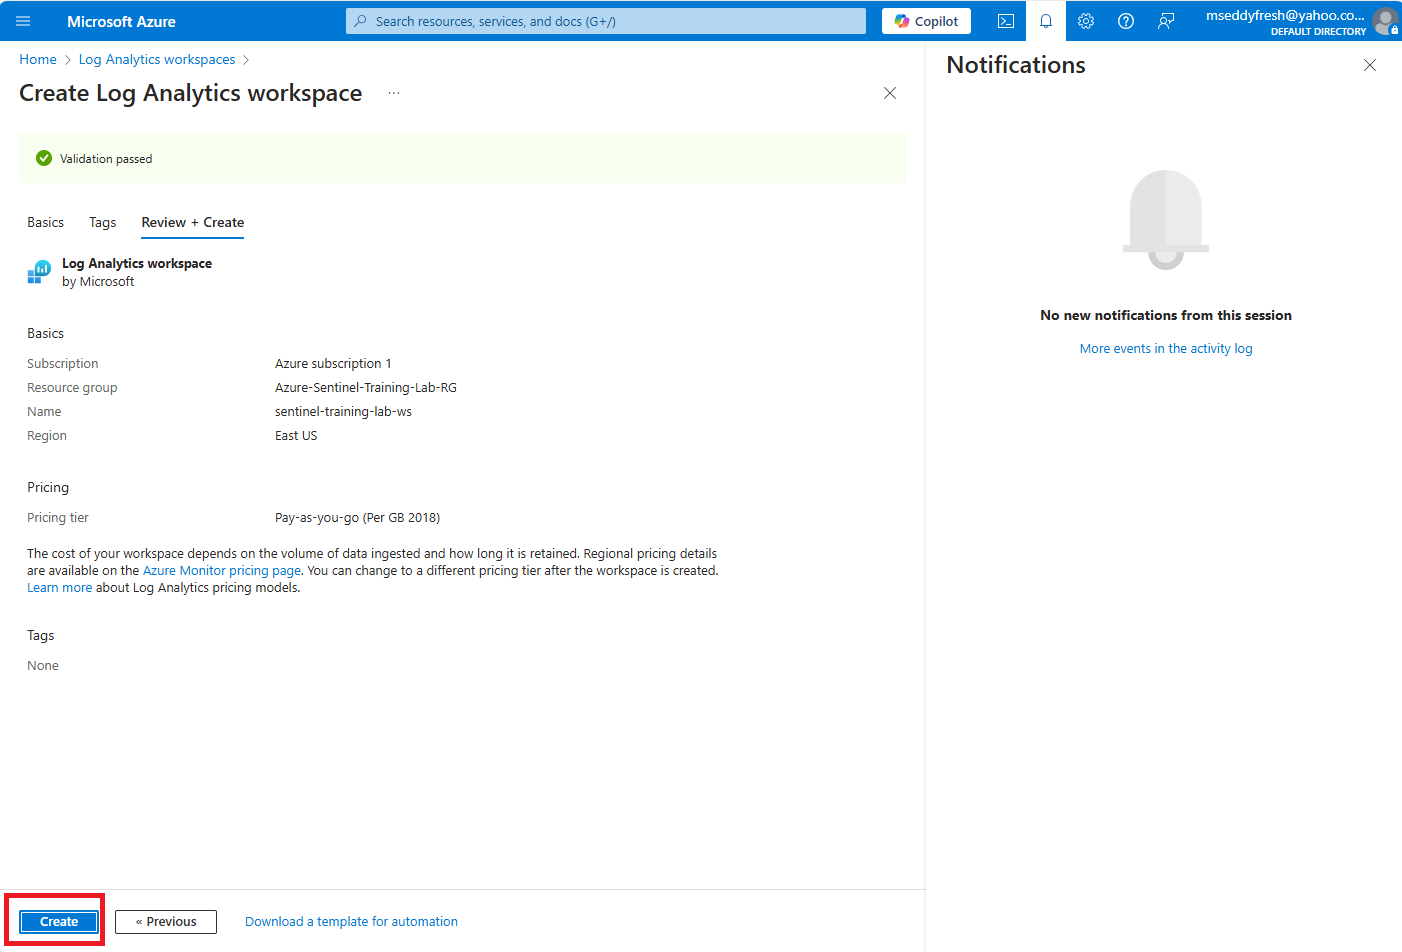 Microsoft Azure
Search resources, services, and docs (G+/)
Copilot
mseddyfresh@yahoo.co...
DEFAULT DIRECTORY
Home > Log Analytics workspaces >
Create Log Analytics workspace ...
Validation passed
Basics Tags Review + Create
Log Analytics workspace
by Microsoft
Basics
Subscription Azure subscription 1
Resource group Azure-Sentinel-Training-Lab-RG
Name sentinel-training-lab-ws
Region East US
Pricing
Pricing tier Pay-as-you-go (Per GB 2018)
The cost of your workspace depends on the volume of data ingested and how long it is retained. Regional pricing details
are available on the Azure Monitor pricing page. You can change to a different pricing tier after the workspace is created.
Learn more about Log Analytics pricing models.
Tags
None
Create
« Previous
Download a template for automation
Notifications
No new notifications from this session
More events in the activity log